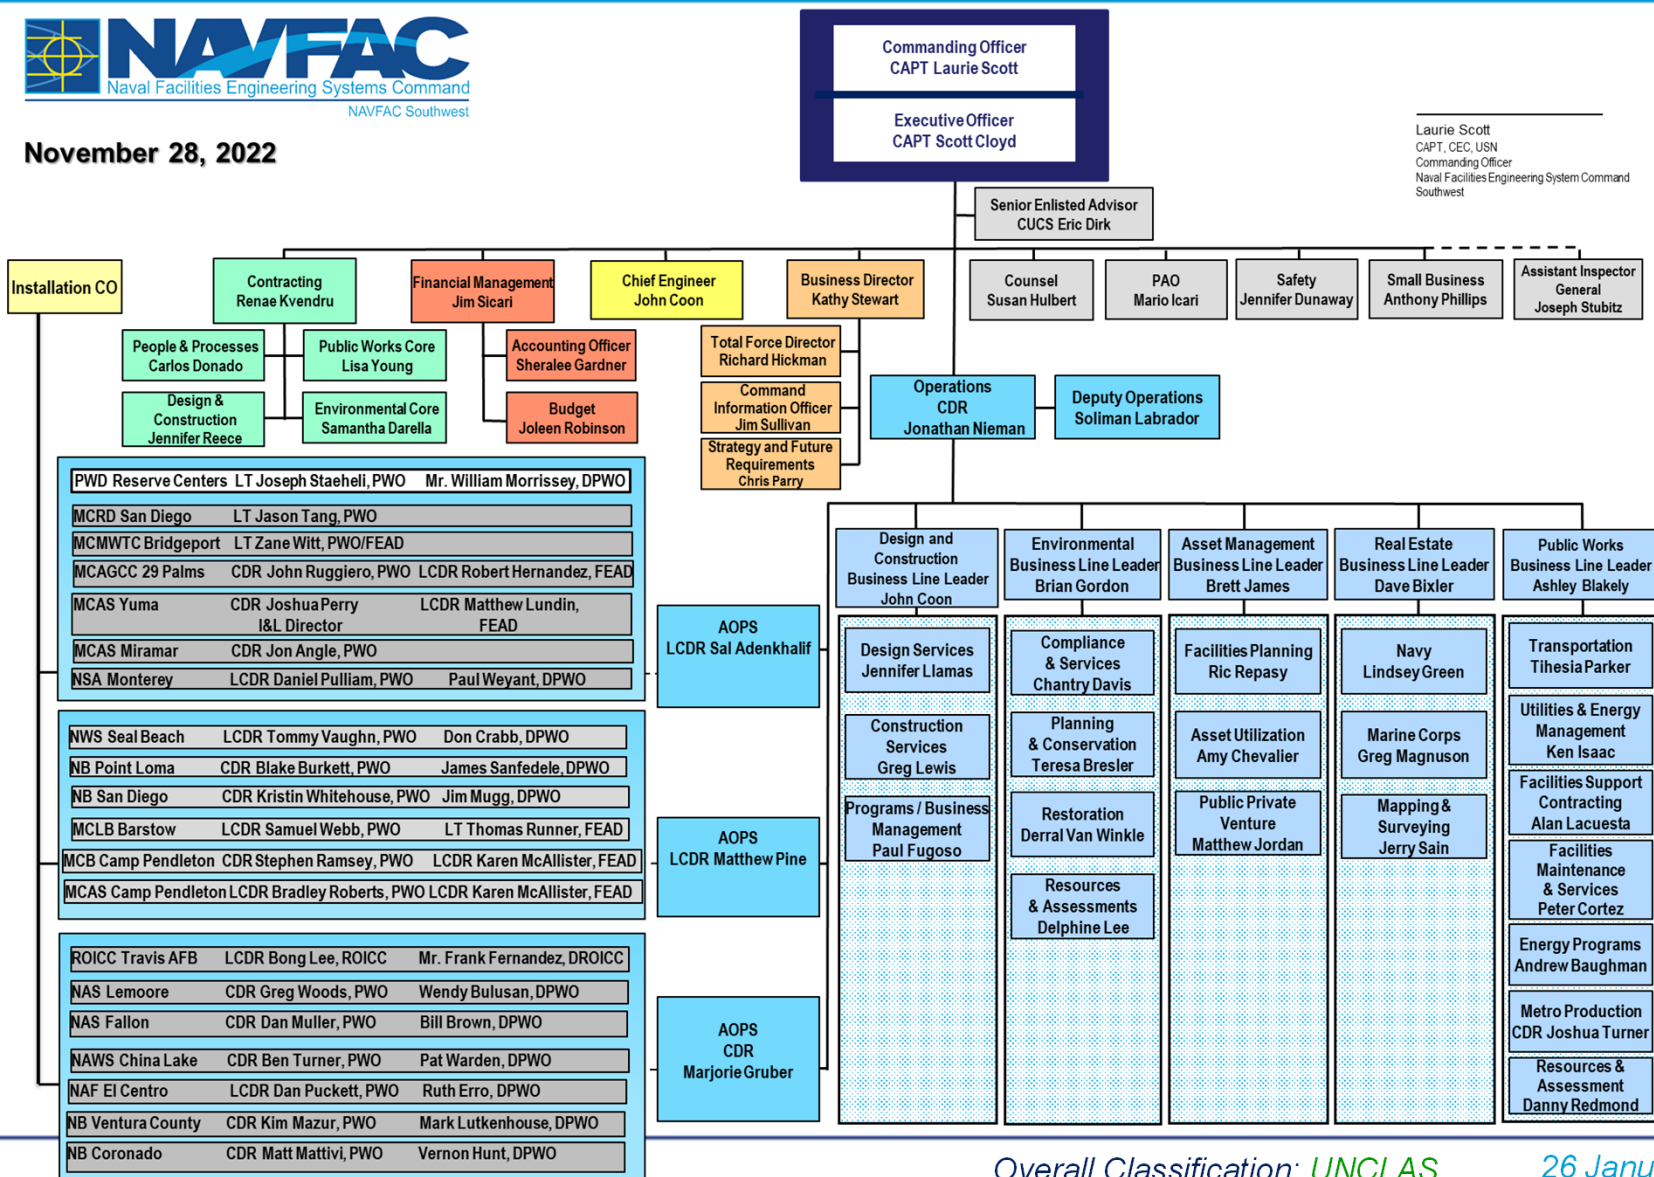 NAVFAC
Naval Facilities Engineering Systems Command
NAVFAC Southwest
November 28, 2022
Commanding Officer
CAPT Laurie Scott
Executive Officer
CAPT Scott Cloyd
Laurie Scott
CAPT, CEC, USN
Commanding Officer
Naval Facilities Engineering System Command
Southwest
Senior Enlisted Advisor
CUCS Eric Dirk
Installation CO
Contracting
Renae Kvendru
Financial Management
Jim Sicari
Chief Engineer
John Coon
Business Director
Kathy Stewart
Counsel
Susan Hulbert
PAO
Mario Icari
Safety
Jennifer Dunaway
Small Business
Anthony Phillips
Assistant Inspector
General
Joseph Stubitz
People & Processes
Carlos Donado
Public Works Core
Lisa Young
Design &
Construction
Jennifer Reece
Environmental Core
Samantha Darella
Accounting Officer
Sheralee Gardner
Budget
Joleen Robinson
Total Force Director
Richard Hickman
Command
Information Officer
Jim Sullivan
Strategy and Future
Requirements
Chris Parry
Operations
CDR
Jonathan Nieman
Deputy Operations
Soliman Labrador
PWD Reserve Centers LT Joseph Staeheli, PWO Mr. William Morrissey, DPWO
MCRD San Diego LT Jason Tang, PWO
MCMWTC Bridgeport LT Zane Witt, PWO/FEAD
MCAGCC 29 Palms CDR John Ruggiero, PWO LCDR Robert Hernandez, FEAD
MCAS Yuma CDR Joshua Perry LCDR Matthew Lundin,
I&L Director FEAD
MCAS Miramar CDR Jon Angle, PWO
NSA Monterey LCDR Daniel Pulliam, PWO Paul Weyant, DPWO
AOPS
LCDR Sal Adenkhalif
NWS Seal Beach LCDR Tommy Vaughn, PWO Don Crabb, DPWO
NB Point Loma CDR Blake Burkett, PWO James Sanfedele, DPWO
NB San Diego CDR Kristin Whitehouse, PWO Jim Mugg, DPWO
MCLB Barstow LCDR Samuel Webb, PWO LT Thomas Runner, FEAD
MCB Camp Pendleton CDR Stephen Ramsey, PWO LCDR Karen McAllister, FEAD
MCAS Camp Pendleton LCDR Bradley Roberts, PWO LCDR Karen McAllister, FEAD
AOPS
LCDR Matthew Pine
ROICC Travis AFB LCDR Bong Lee, ROICC Mr. Frank Fernandez, DROICC
NAS Lemoore CDR Greg Woods, PWO Wendy Bulusan, DPWO
NAS Fallon CDR Dan Muller, PWO Bill Brown, DPWO
NAWS China Lake CDR Ben Turner, PWO Pat Warden, DPWO
NAF El Centro LCDR Dan Puckett, PWO Ruth Erro, DPWO
NB Ventura County CDR Kim Mazur, PWO Mark Lutkenhouse, DPWO
NB Coronado CDR Matt Mattivi, PWO Vernon Hunt, DPWO
AOPS
CDR
Marjorie Gruber
Design and
Construction
Business Line Leader
John Coon
Design Services
Jennifer Llamas
Construction
Services
Greg Lewis
Programs / Business
Management
Paul Fugoso
Environmental
Business Line Leader
Brian Gordon
Compliance
& Services
Chantry Davis
Planning
& Conservation
Teresa Bresler
Restoration
Derral Van Winkle
Resources
& Assessments
Delphine Lee
Asset Management
Business Line Leader
Brett James
Facilities Planning
Ric Repasy
Asset Utilization
Amy Chevalier
Public Private
Venture
Matthew Jordan
Real Estate
Business Line Leader
Dave Bixler
Navy
Lindsey Green
Marine Corps
Greg Magnuson
Mapping &
Surveying
Jerry Sain
Public Works
Business Line Leader
Ashley Blakely
Transportation
Tihesia Parker
Utilities & Energy
Management
Ken Isaac
Facilities Support
Contracting
Alan Lacuesta
Facilities
Maintenance
& Services
Peter Cortez
Energy Programs
Andrew Baughman
Metro Production
CDR Joshua Turner
Resources &
Assessment
Danny Redmond
Overall Classification: UNCLAS 26 Janu